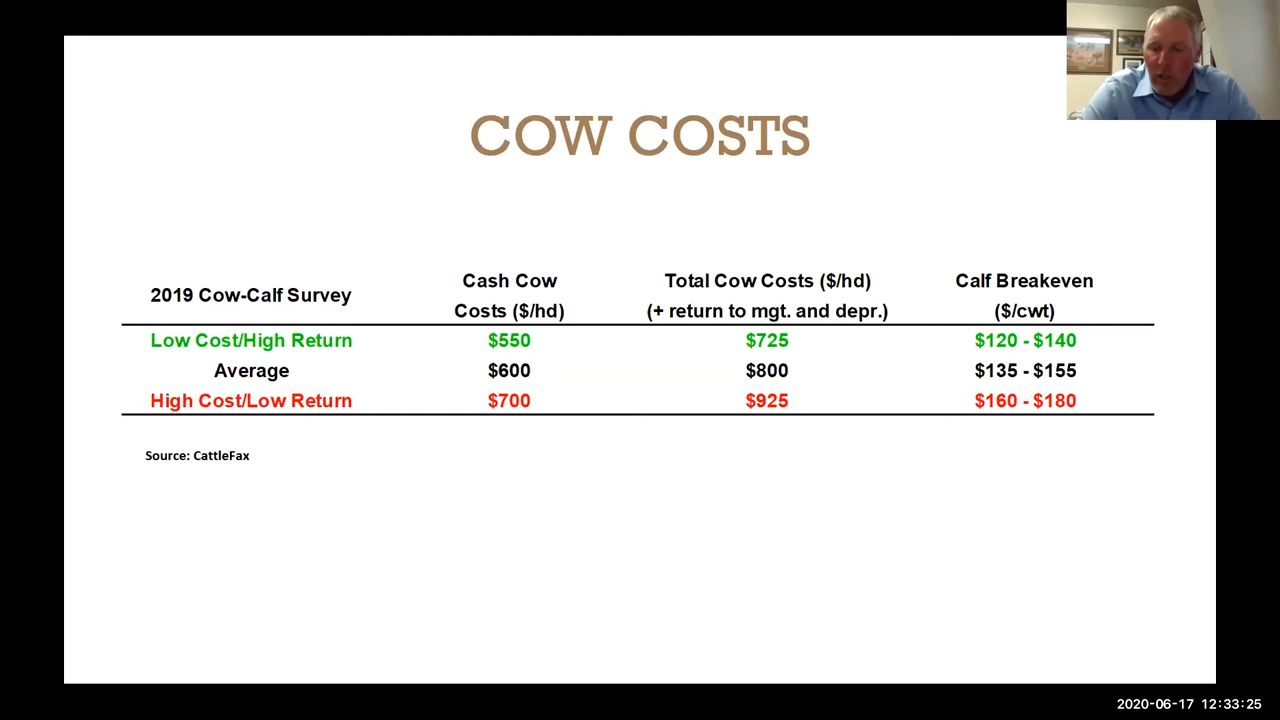 COW COSTS
2019 Cow-Calf Survey
Cash Cow
Costs ($/hd)
Total Cow Costs ($/hd)
(+ return to mgt. and depr.)
Calf Breakeven
($/cwt)
Low Cost/High Return $550 $725 $120 - $140
Average $600 $800 $135 - $155
High Cost/Low Return $700 $925 $160 - $180
Source: CattleFax
2020-06-17 12:33:25